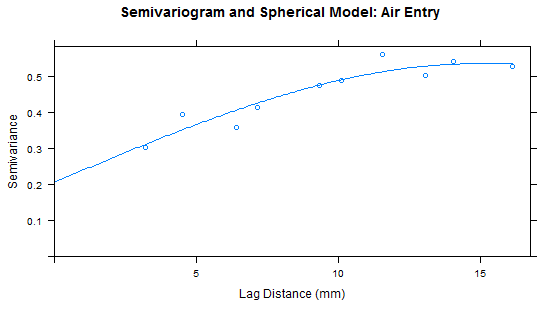 Semivariogram and Spherical Model: Air Entry
0.5
0.4
0.3
0.2
0.1
Semivariance
5 10 15
Lag Distance (mm)